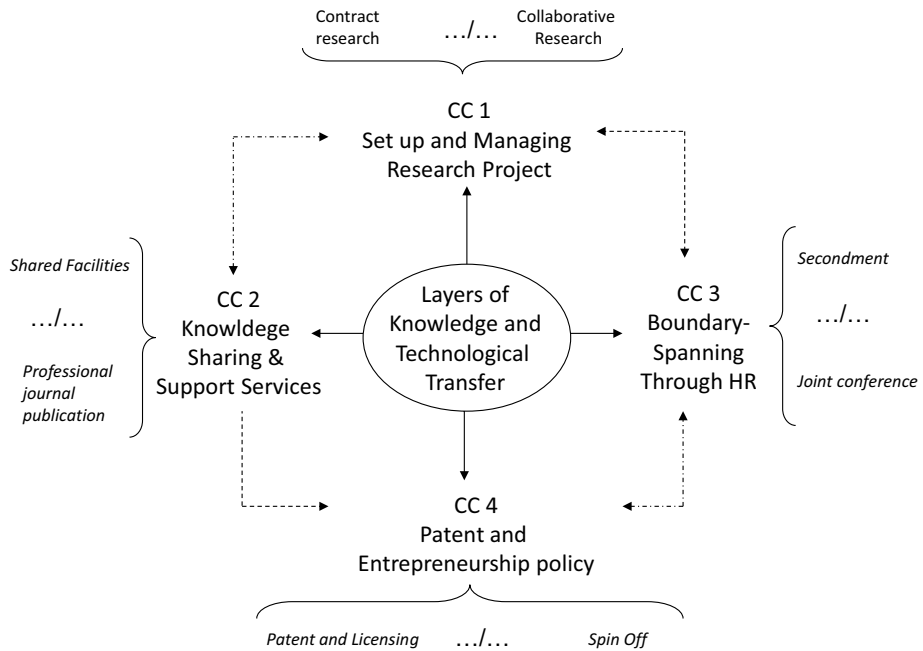 Contract
research
…/…
Collaborative
Research
CC 1
Set up and Managing
Research Project
Shared Facilities
…/…
Professional
journal
publication
CC 2
Knowldege
Sharing &
Support Services
Layers of
Knowledge and
Technological
Transfer
CC 3
Boundary-
Spanning
Through HR
Secondment
…/…
Joint conference
CC 4
Patent and
Entrepreneurship policy
Patent and Licensing
…/…
Spin Off